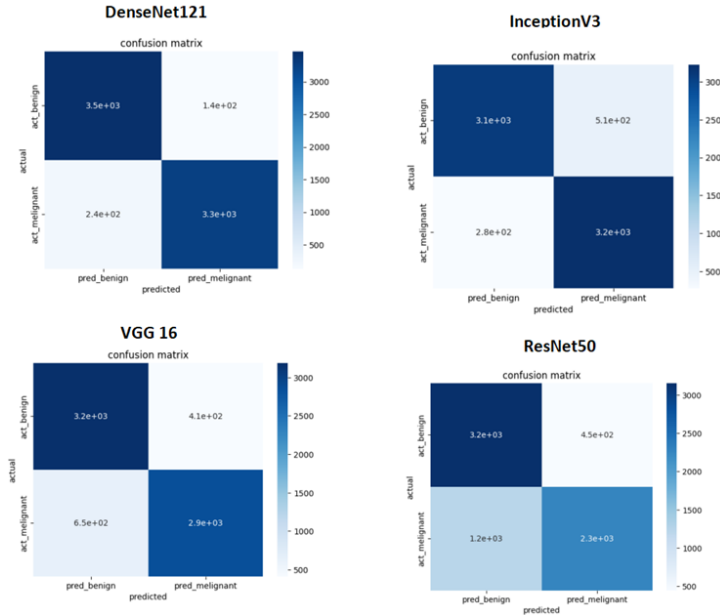 DenseNet121
confusion matrix
3.5e+03 1.4e+02
2.4e+02 3.3e+03
act_benign
act_melignant
actual
pred_benign pred_melignant
predicted
3000
2500
2000
1500
1000
500
InceptionV3
confusion matrix
3.1e+03 5.1e+02
2.8e+02 3.2e+03
act_benign
act_melignant
actual
pred_benign pred_melignant
predicted
3000
2500
2000
1500
1000
500
VGG 16
confusion matrix
3.2e+03 4.1e+02
6.5e+02 2.9e+03
act_benign
act_melignant
actual
pred_benign pred_melignant
predicted
3000
2500
2000
1500
1000
500
ResNet50
confusion matrix
3.2e+03 4.5e+02
1.2e+03 2.3e+03
act_benign
act_melignant
actual
pred_benign pred_melignant
predicted
3000
2500
2000
1500
1000
500